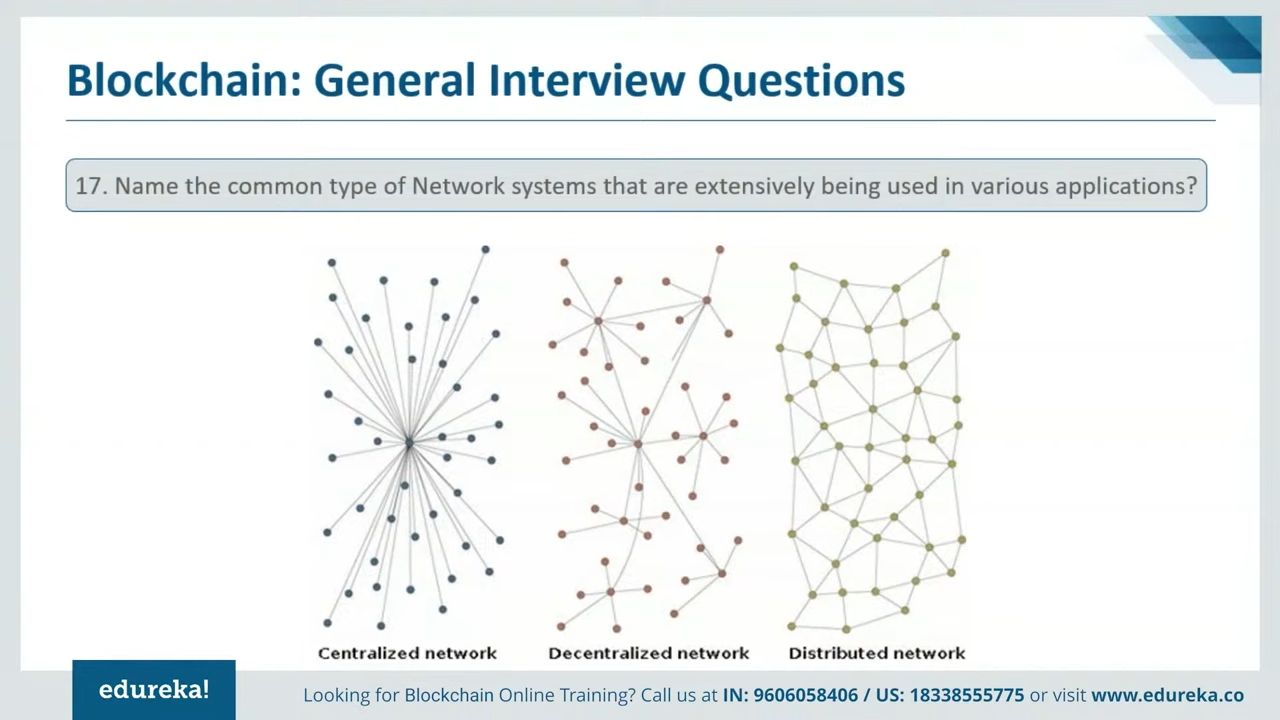 Blockchain: General Interview Questions
17. Name the common type of Network systems that are extensively being used in various applications?
Centralized network
Decentralized network
Distributed network
edureka!
Looking for Blockchain Online Training? Call us at IN: 9606058406 / US: 18338555775 or visit www.edureka.co